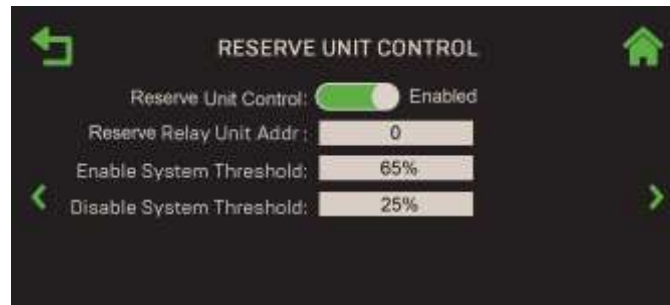 RESERVE UNIT CONTROL
Reserve Unit Control: Enabled
Reserve Relay Unit Addr: 0
Enable System Threshold: 65%
Disable System Threshold: 25%